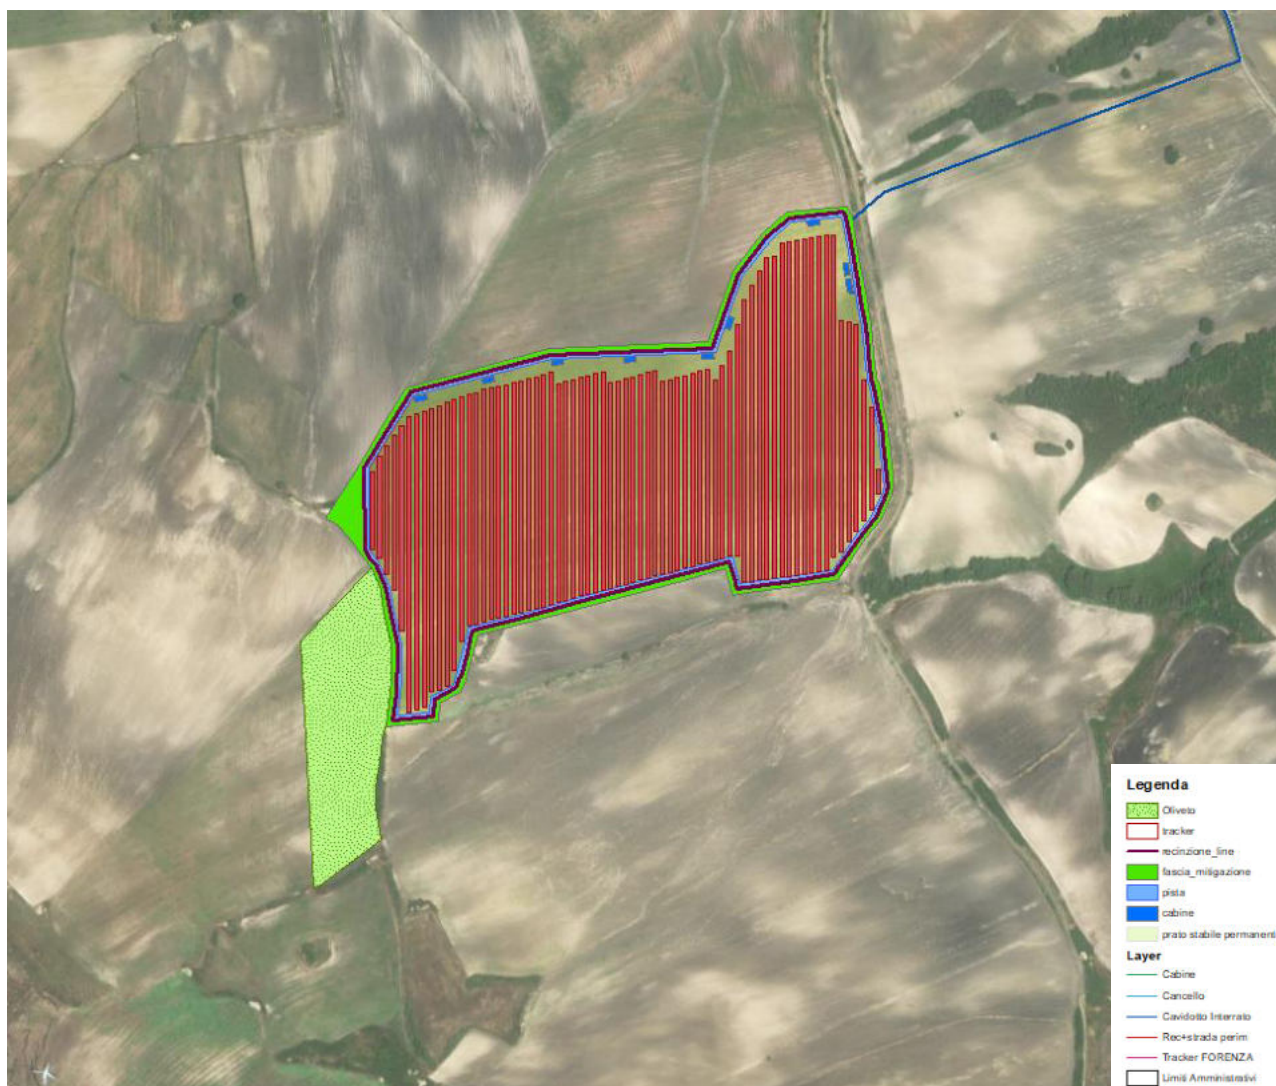 Legenda
Oliveto
tracker
recinzione_line
fascia_mitigazione
pista
cabine
prato stabile permanent
Layer
Cabine
Cancello
Cavidotto Interrato
Rec+strada perim
Tracker FORENZA
Limiti Amministrativi